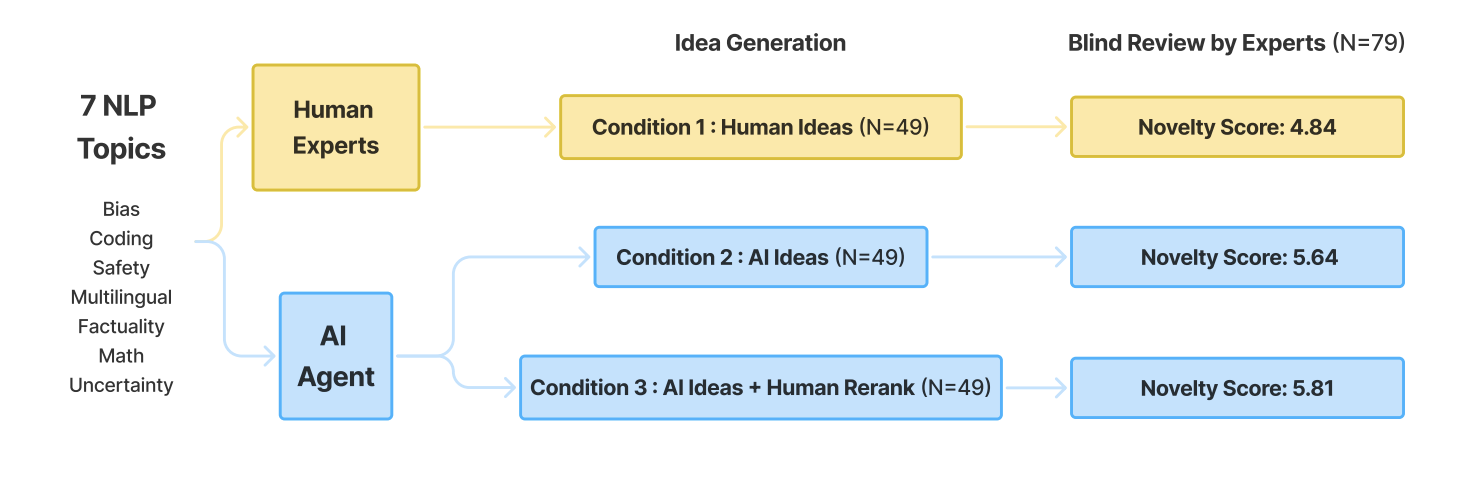 Idea Generation
Blind Review by Experts (N=79)
7 NLP
Topics
Bias
Coding
Safety
Multilingual
Factuality
Math
Uncertainty
Human
Experts
Condition 1 : Human Ideas (N=49)
Novelty Score: 4.84
AI
Agent
Condition 2 : AI Ideas (N=49)
Novelty Score: 5.64
Condition 3 : AI Ideas + Human Rerank (N=49)
Novelty Score: 5.81